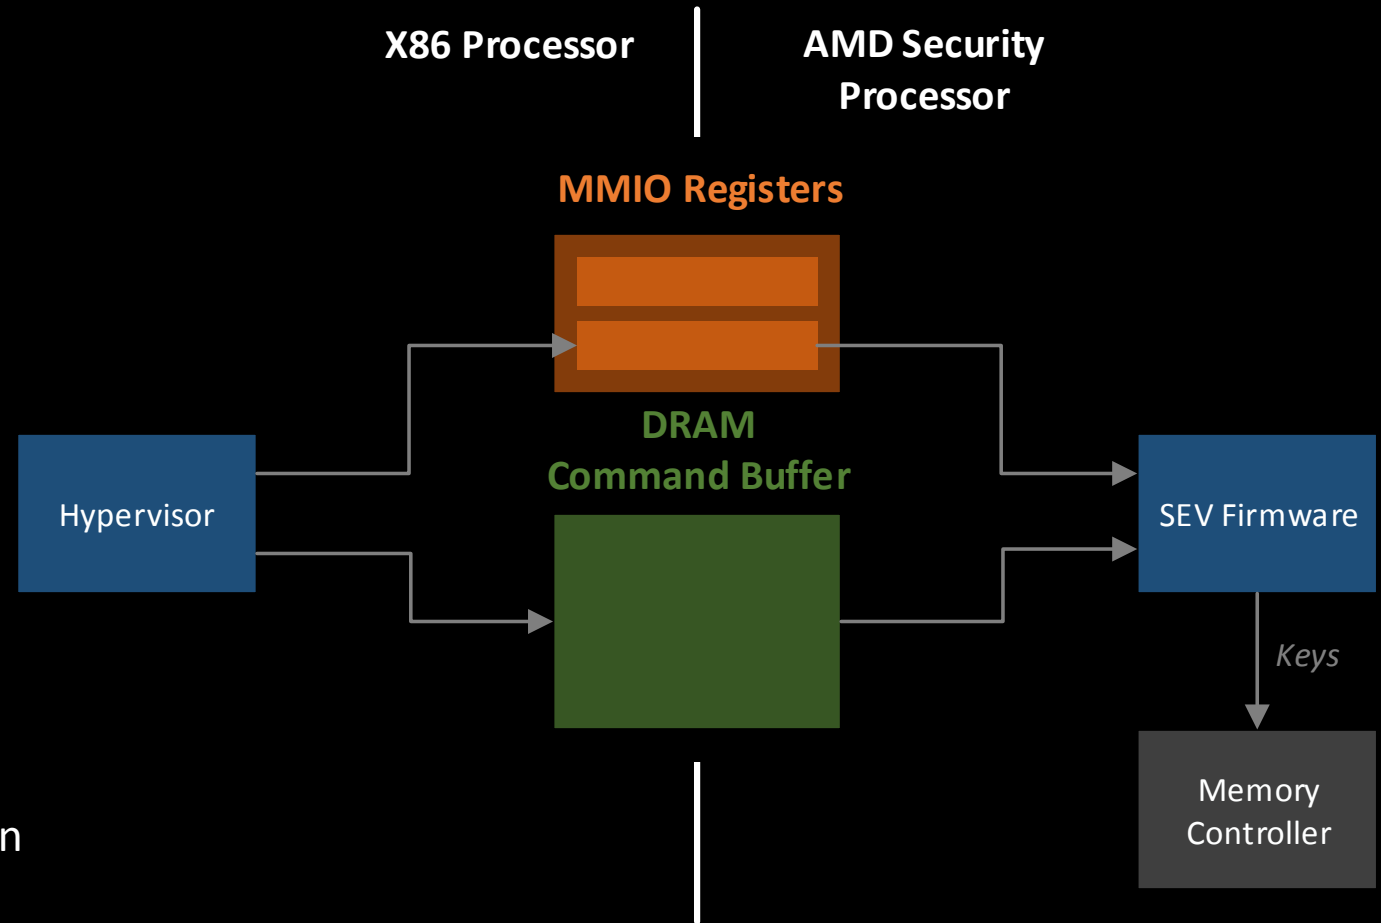 X86 Processor
AMD Security
Processor
MMIO Registers
DRAM
Command Buffer
Hypervisor
SEV Firmware
Keys
Memory
Controller
n